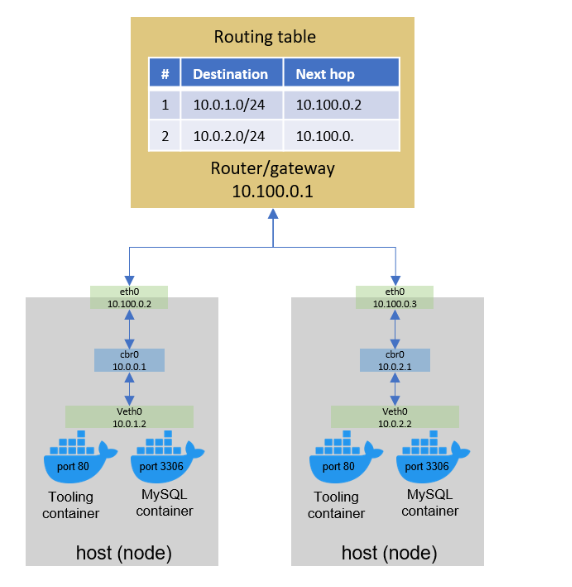 Routing table
# Destination Next hop
1 10.0.1.0/24 10.100.0.2
2 10.0.2.0/24 10.100.0.
Router/gateway
10.100.0.1
eth0
10.100.0.2
cbr0
10.0.0.1
Veth0
10.0.1.2
port 80
port 3306
Tooling
container
MySQL
container
host (node)
eth0
10.100.0.3
cbr0
10.0.2.1
Veth0
10.0.2.2
port 80
port 3306
Tooling
container
MySQL
container
host (node)